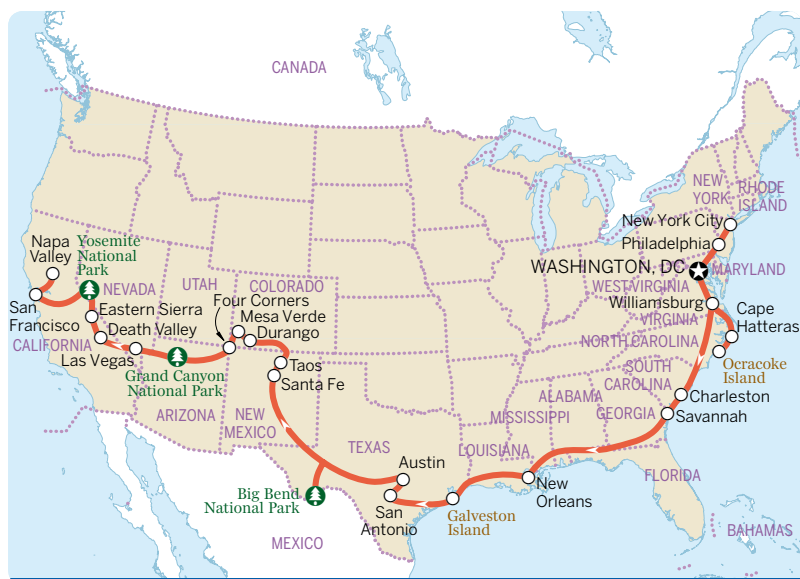 CANADA
NEW
YORK
RHODE
ISLAND
New York City
Philadelphia
WASHINGTON, DC
MARYLAND
WEST VIRGINIA
Williamsburg
VIRGINIA
Cape
Hatteras
NORTH CAROLINA
Ocracoke
Island
SOUTH
CAROLINA
Charleston
Savannah
GEORGIA
ALABAMA
MISSISSIPPI
LOUISIANA
FLORIDA
BAHAMAS
New
Orleans
Galveston
Island
Austin
San
Antonio
TEXAS
Big Bend
National Park
MEXICO
NEW
MEXICO
ARIZONA
Santa Fe
Taos
Durango
Mesa Verde
Four Corners
COLORADO
UTAH
NEVADA
Grand Canyon
National Park
Las Vegas
Death Valley
Eastern Sierra
Yosemite
National
Park
Napa
Valley
San
Francisco
CALIFORNIA